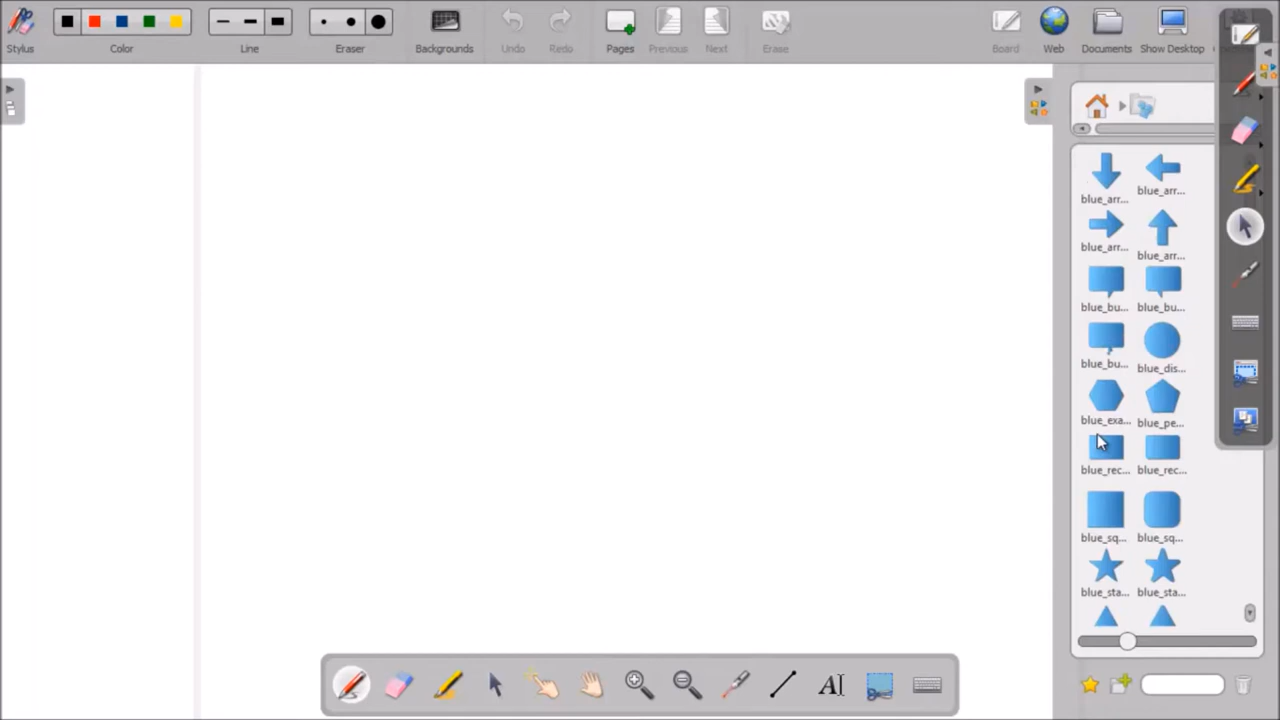 Stylus Color Line Eraser Backgrounds Undo Redo Pages Previous Next Erase Board Web Documents Show Desktop
blue_arr... blue_arr...
blue_arr... blue_arr...
blue_bu... blue_bu...
blue_bu... blue_dis...
blue_exa... blue_pe...
blue_rec... blue_rec...
blue_sq... blue_sq...
blue_sta... blue_sta...
AI